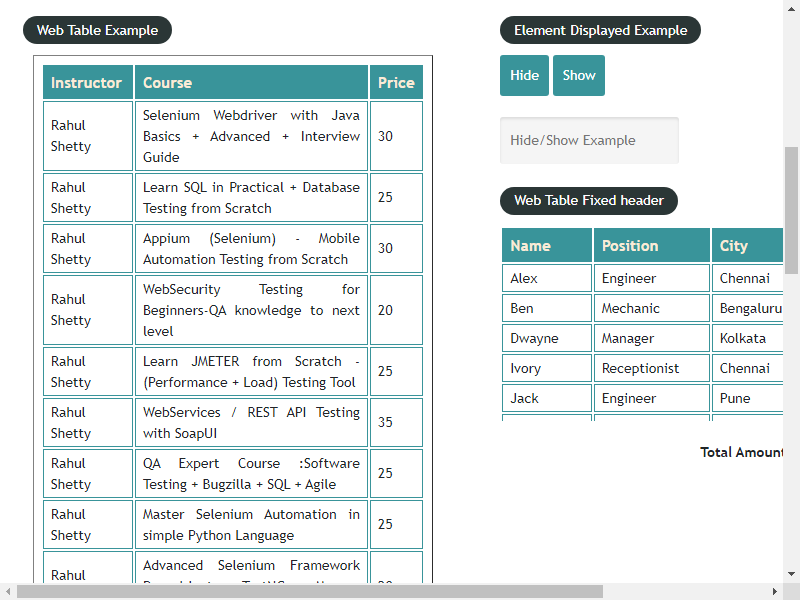 Web Table Example
Instructor Course Price
Rahul Shetty Selenium Webdriver with Java Basics + Advanced + Interview Guide 30
Rahul Shetty Learn SQL in Practical + Database Testing from Scratch 25
Rahul Shetty Appium (Selenium) - Mobile Automation Testing from Scratch 30
Rahul Shetty WebSecurity Testing for Beginners-QA knowledge to next level 20
Rahul Shetty Learn JMETER from Scratch - (Performance + Load) Testing Tool 25
Rahul Shetty WebServices / REST API Testing with SoapUI 35
Rahul Shetty QA Expert Course :Software Testing + Bugzilla + SQL + Agile 25
Rahul Shetty Master Selenium Automation in simple Python Language 25
Rahul Advanced Selenium Framework
Element Displayed Example
Hide Show
Hide/Show Example
Web Table Fixed header
Name Position City
Alex Engineer Chennai
Ben Mechanic Bengaluru
Dwayne Manager Kolkata
Ivory Receptionist Chennai
Jack Engineer Pune
Total Amount